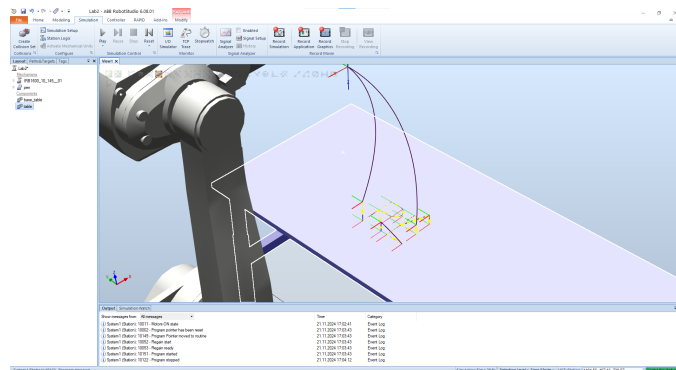 Lab2 - ABB RobotStudio 6.08.01
File Home Modeling Simulation Controller RAPID Add-Ins Modify
Create Collision Set
Simulation Setup
Station Logic
Activate Mechanical Units
Play Pause Stop Reset
I/O Simulator
TCP Trace
Stopwatch
Signal Analyzer
Enabled
Signal Setup
History
Record Simulation
Record Application
Record Graphics
Stop Recording
View Recording
Collisions Configure Simulation Control Monitor Signal Analyzer Record Movie
Layout Paths&Targets Tags
View1
Lab2*
Mechanisms
pen
Components
base_table
table
Output Simulation Watch
Show messages from: All messages
Time Category
System1 (Station): 10011 - Motors ON state 21.11.2024 17:02:41 Event Log
System1 (Station): 10002 - Program pointer has been reset 21.11.2024 17:03:43 Event Log
System1 (Station): 10149 - Program Pointer moved to routine 21.11.2024 17:03:43 Event Log
System1 (Station): 10052 - Regain start 21.11.2024 17:03:43 Event Log
System1 (Station): 10053 - Regain ready 21.11.2024 17:03:43 Event Log
System1 (Station): 10151 - Program started 21.11.2024 17:03:43 Event Log
System1 (Station): 10122 - Program stopped 21.11.2024 17:04:12 Event Log